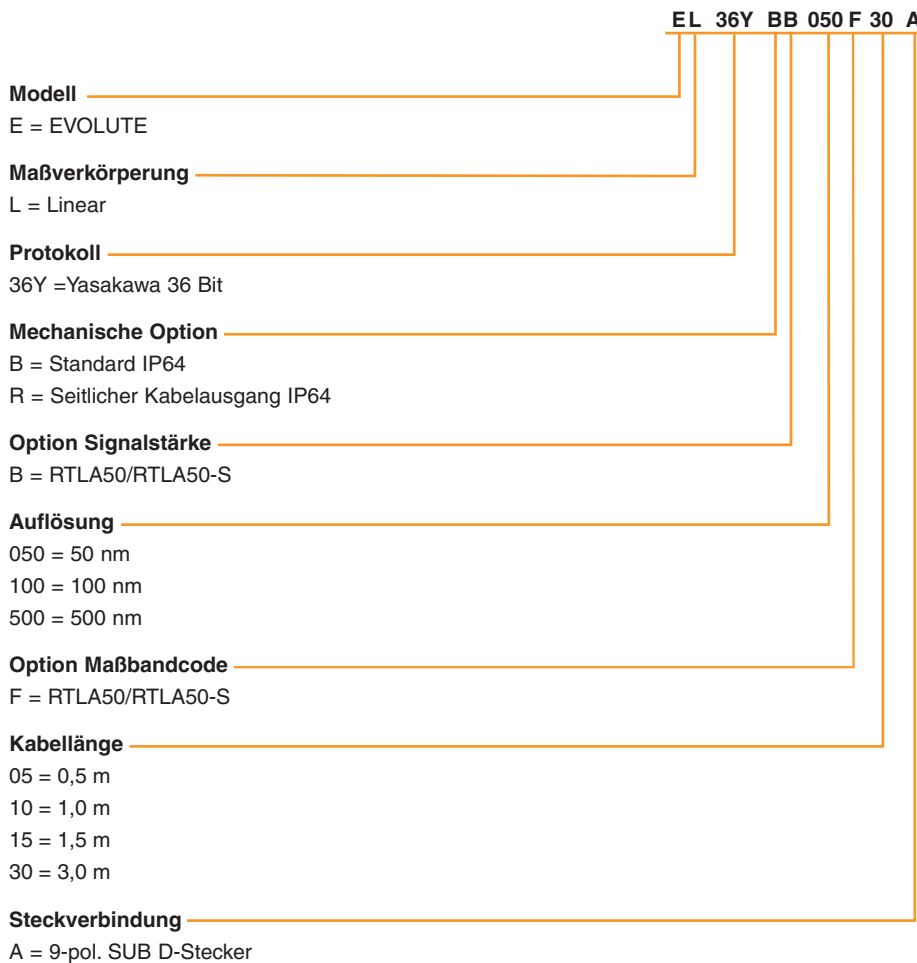 EL 36Y BB 050 F 30 A
Modell
E = EVOLUTE
Maßverkörperung
L = Linear
Protokoll
36Y =Yasakawa 36 Bit
Mechanische Option
B = Standard IP64
R = Seitlicher Kabelausgang IP64
Option Signalstärke
B = RTLA50/RTLA50-S
Auflösung
050 = 50 nm
100 = 100 nm
500 = 500 nm
Option Maßbandcode
F = RTLA50/RTLA50-S
Kabellänge
05 = 0,5 m
10 = 1,0 m
15 = 1,5 m
30 = 3,0 m
Steckverbindung
A = 9-pol. SUB D-Stecker